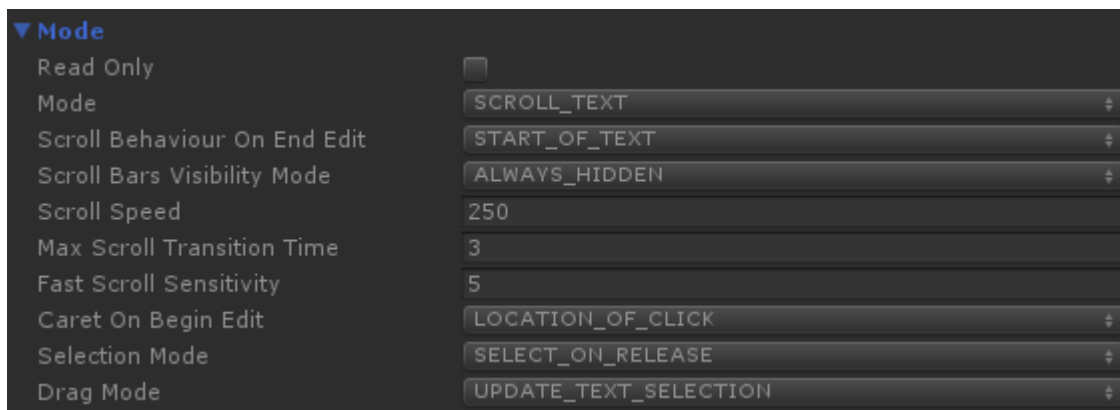 Mode
Read Only
Mode SCROLL_TEXT
Scroll Behaviour On End Edit START_OF_TEXT
Scroll Bars Visibility Mode ALWAYS_HIDDEN
Scroll Speed 250
Max Scroll Transition Time 3
Fast Scroll Sensitivity 5
Caret On Begin Edit LOCATION_OF_CLICK
Selection Mode SELECT_ON_RELEASE
Drag Mode UPDATE_TEXT_SELECTION